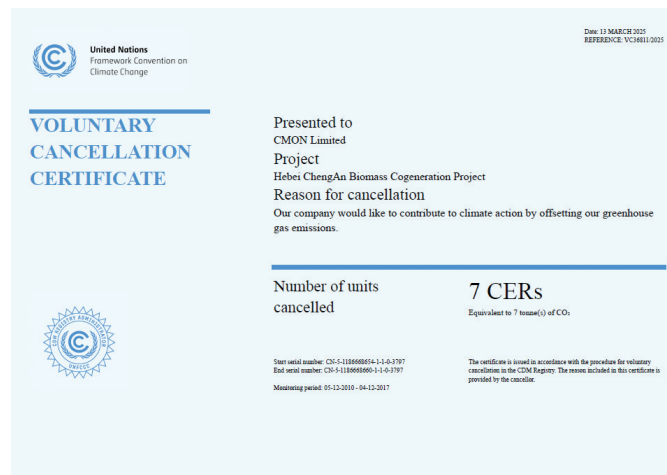 Date: 13 MARCH 2025
REFERENCE: VC36811/2025
United Nations
Framework Convention on
Climate Change
VOLUNTARY
CANCELLATION
CERTIFICATE
Presented to
CMON Limited
Project
Hebei ChengAn Biomass Cogeneration Project
Reason for cancellation
Our company would like to contribute to climate action by offsetting our greenhouse
gas emissions.
Number of units
cancelled
7 CERs
Equivalent to 7 tonne(s) of CO₂
Start serial number: CN-5-1186668654-1-1-0-3797
End serial number: CN-5-1186668660-1-1-0-3797
Monitoring period: 05-12-2010 - 04-12-2017
The certificate is issued in accordance with the procedure for voluntary
cancellation in the CDM Registry. The reason included in this certificate is
provided by the cancellor.
CDM REGISTRY ADMINISTRATOR
UNFCCC